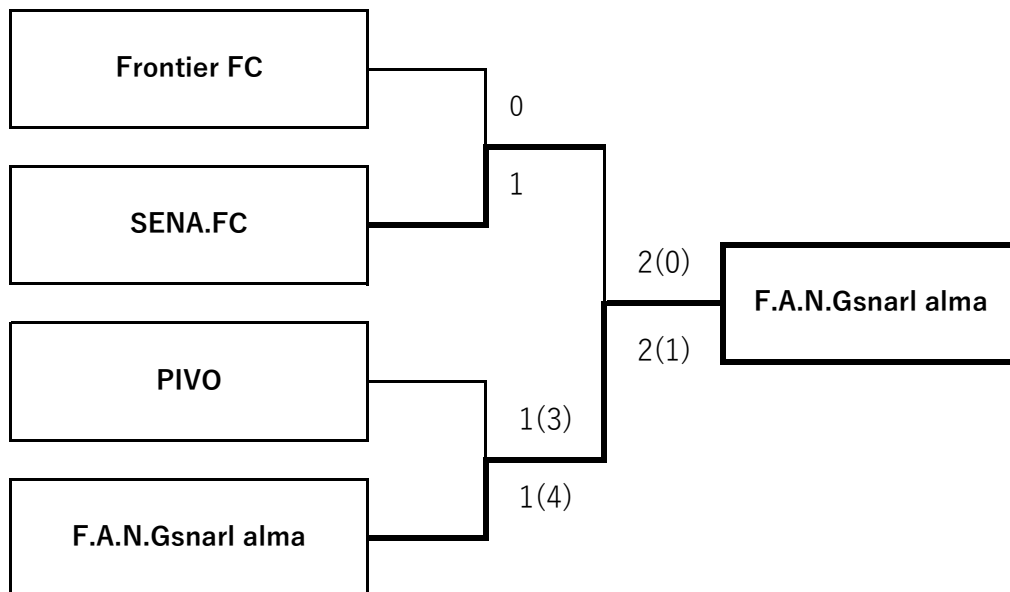 Frontier FC
0
1
SENA.FC
2(0)
F.A.N.Gsnarl alma
2(1)
PIVO
1(3)
1(4)
F.A.N.Gsnarl alma